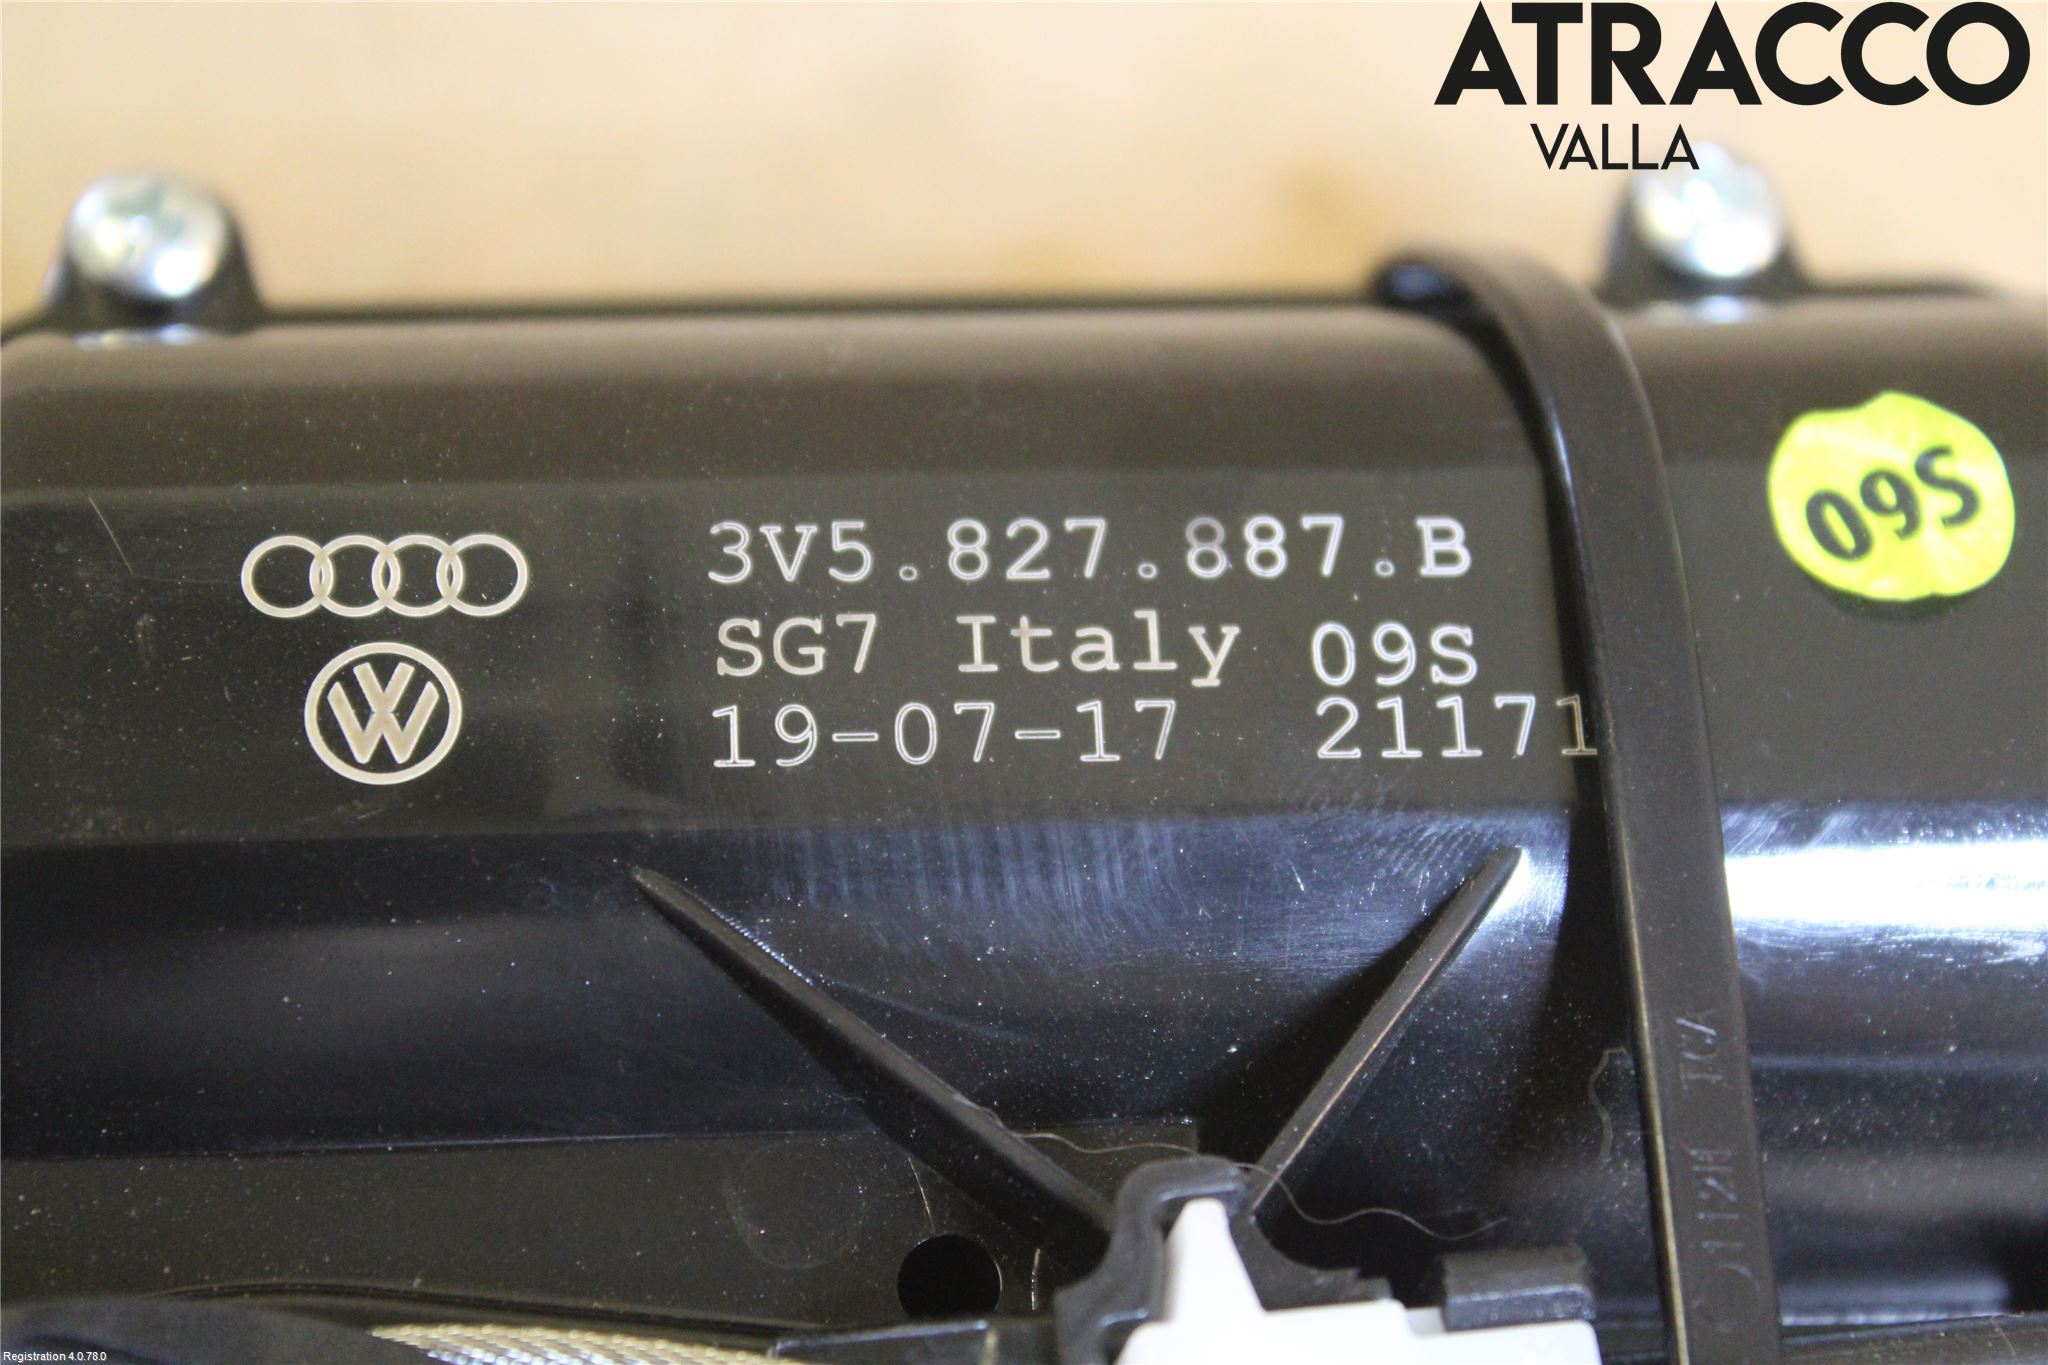 ATRACCO
VALLA
09S
3V5.827.887.B
SG7 Italy 09S
19-07-17 21171
Registration 4.0.78.0